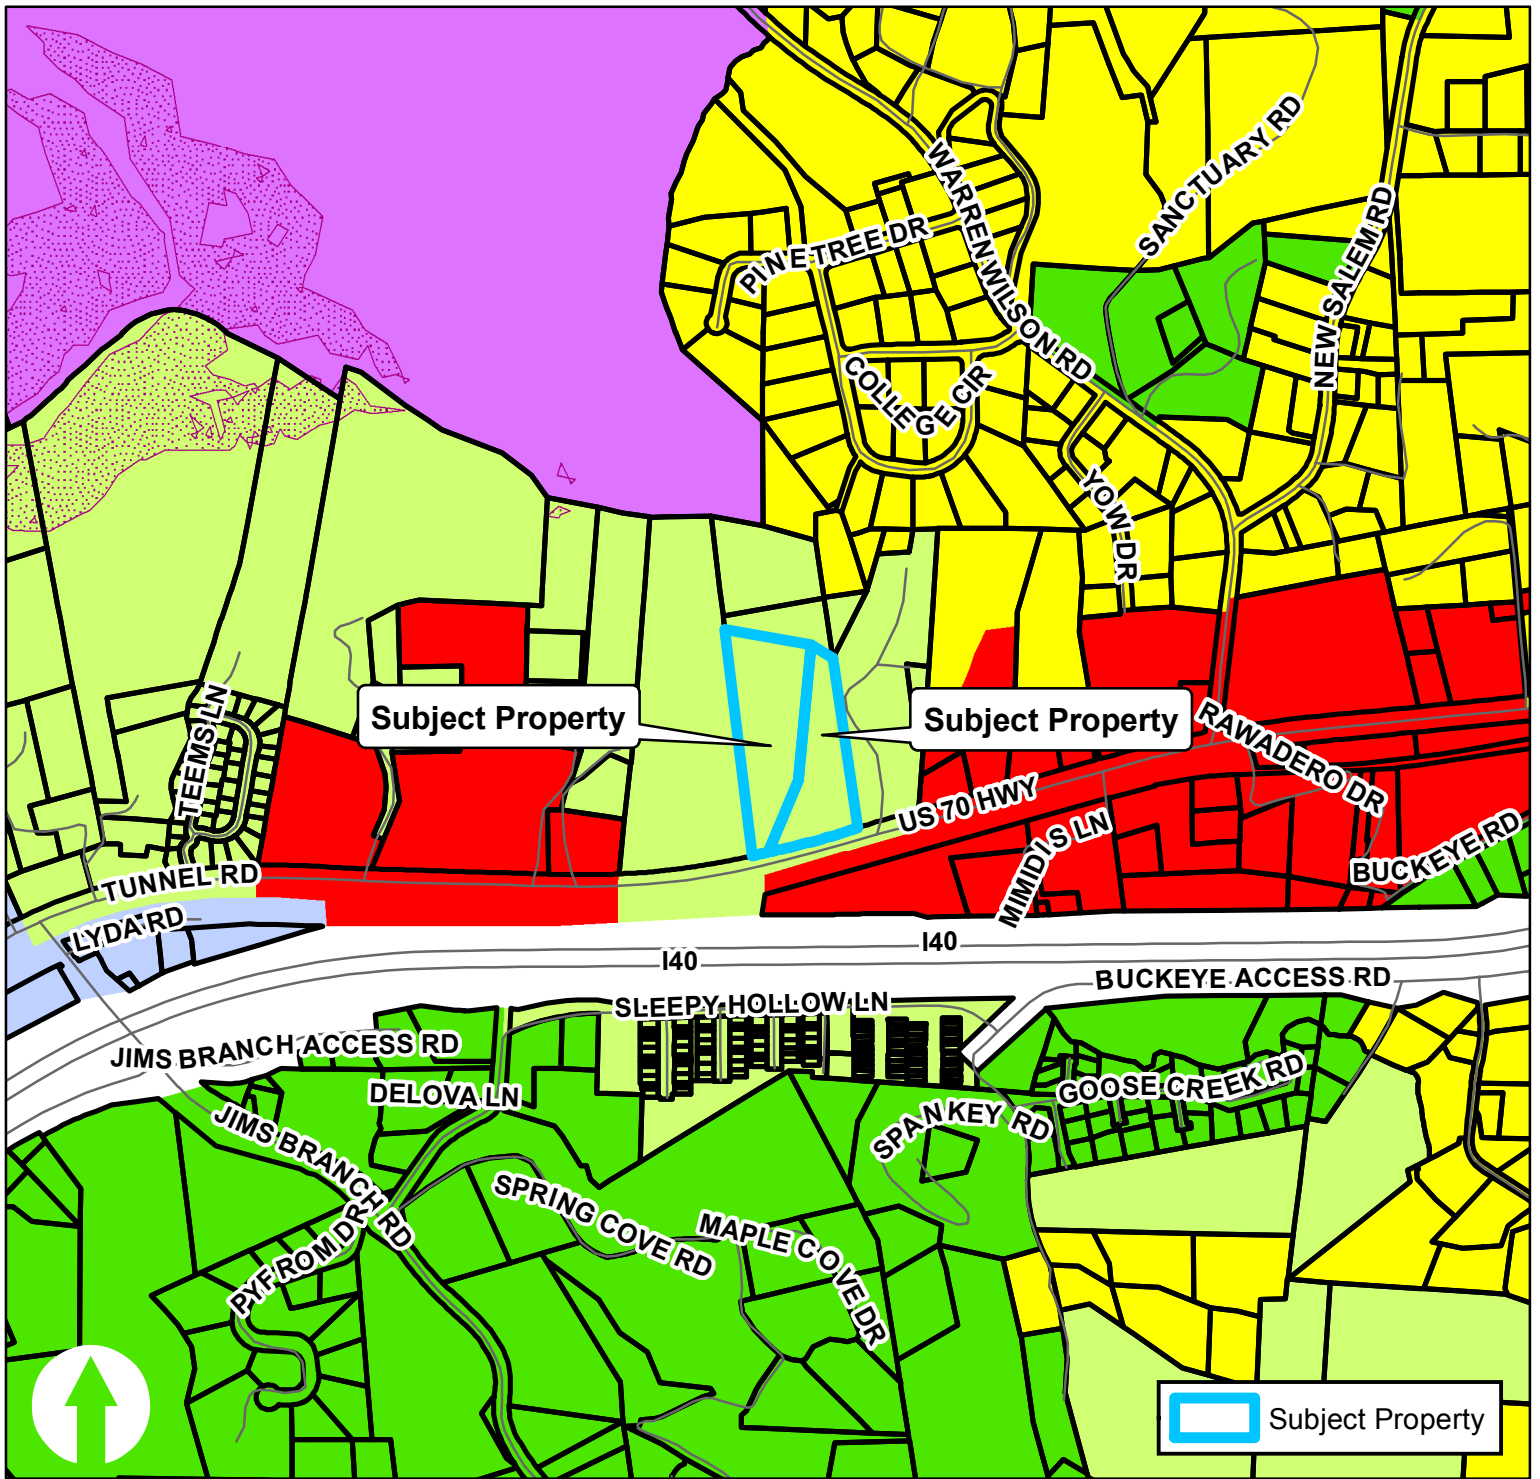 SANCTUARY RD
WARREN WILSON RD
PINETREE DR
NEW SALEM RD
COLLEGE CIR
YOW DR
TEEMS LN
Subject Property
Subject Property
RAWADERO DR
US 70 HWY
MIMIDIS LN
BUCKEYE RD
TUNNEL RD
LYDA RD
I40
I40
BUCKEYE ACCESS RD
SLEEPY HOLLOW LN
JIMS BRANCH ACCESS RD
DELOVA LN
GOOSE CREEK RD
SPANKEY RD
JIMS BRANCH RD
SPRING COVE RD
MAPLE COVE DR
PYFROM DR
Subject Property